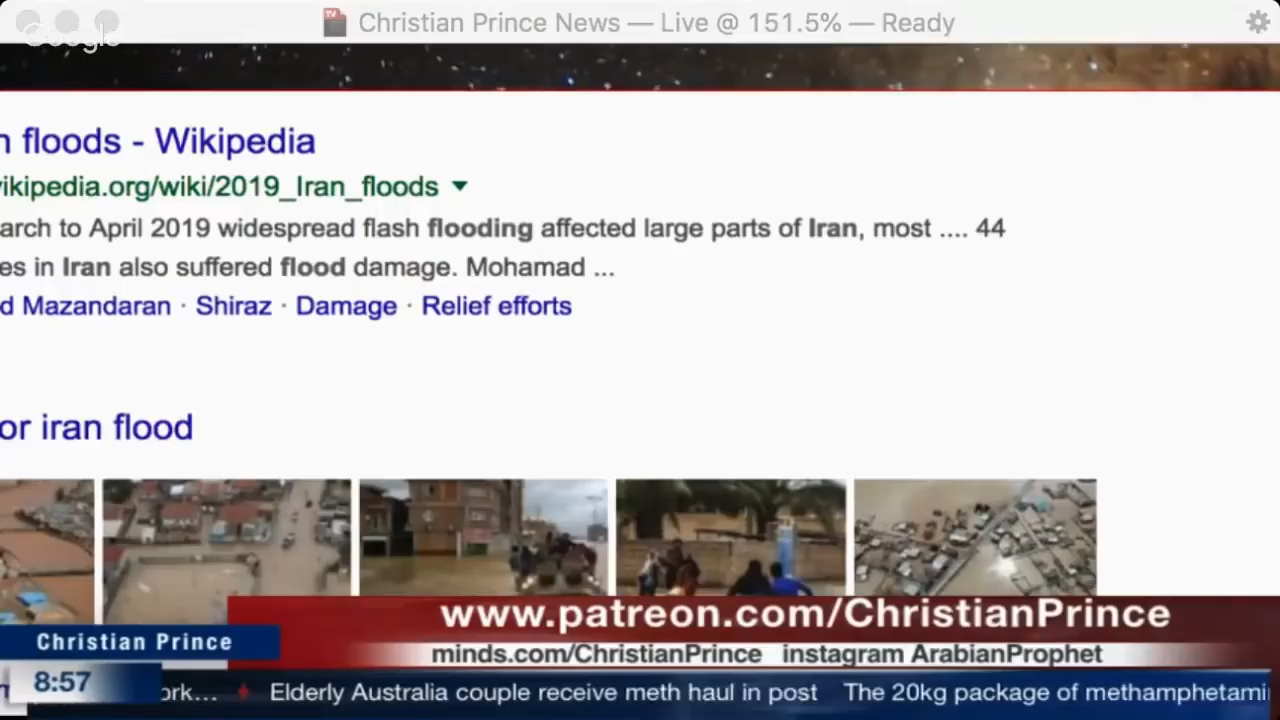 Christian Prince News — Live @ 151.5% — Ready
Google
floods - Wikipedia
wikipedia.org/wiki/2019_Iran_floods
arch to April 2019 widespread flash flooding affected large parts of Iran, most .... 44
es in Iran also suffered flood damage. Mohamad ...
d Mazandaran · Shiraz · Damage · Relief efforts
or iran flood
www.patreon.com/ChristianPrince
Christian Prince
minds.com/ChristianPrince instagram ArabianProphet
8:57
ork... ♦ Elderly Australia couple receive meth haul in post The 20kg package of methamphetami